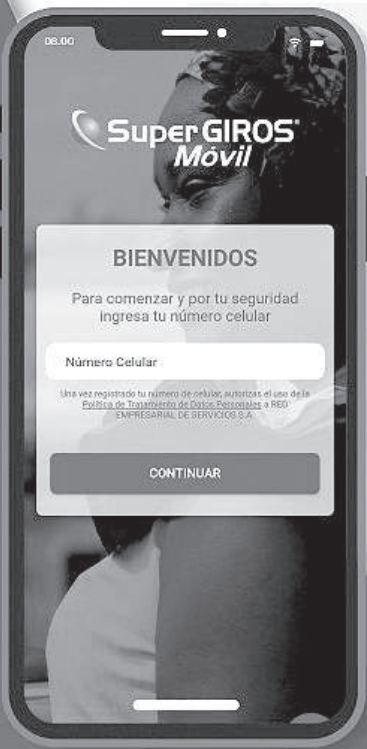 08:00
SuperGIROS®
Móvil
BIENVENIDOS
Para comenzar y por tu seguridad
ingresa tu número celular
Número Celular
Una vez registrado tu número de celular, autorizas el uso de la
Política de Tratamiento de Datos Personales a RED
EMPRESARIAL DE SERVICIOS S.A
CONTINUAR